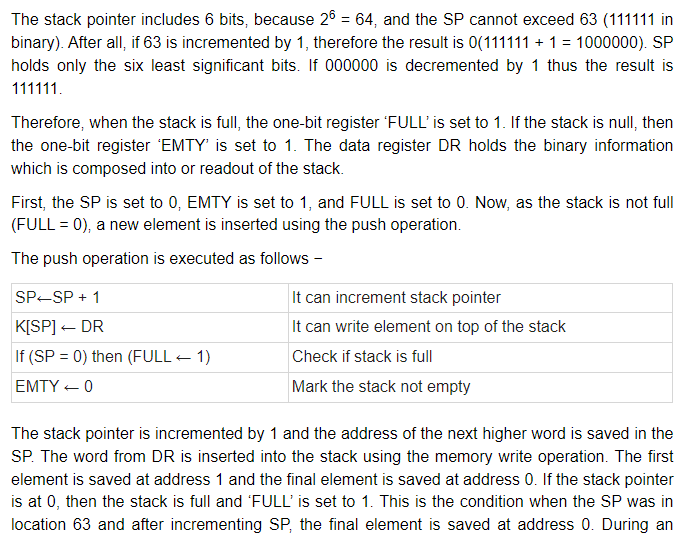 The stack pointer includes 6 bits, because 2⁶ = 64, and the SP cannot exceed 63 (111111 in
binary). After all, if 63 is incremented by 1, therefore the result is 0(111111 + 1 = 1000000). SP
holds only the six least significant bits. If 000000 is decremented by 1 thus the result is
111111.
Therefore, when the stack is full, the one-bit register ‘FULL’ is set to 1. If the stack is null, then
the one-bit register ‘EMTY’ is set to 1. The data register DR holds the binary information
which is composed into or readout of the stack.
First, the SP is set to 0, EMTY is set to 1, and FULL is set to 0. Now, as the stack is not full
(FULL = 0), a new element is inserted using the push operation.
The push operation is executed as follows −
SP←SP + 1 It can increment stack pointer
K[SP] ← DR It can write element on top of the stack
If (SP = 0) then (FULL ← 1) Check if stack is full
EMTY ← 0 Mark the stack not empty
The stack pointer is incremented by 1 and the address of the next higher word is saved in the
SP. The word from DR is inserted into the stack using the memory write operation. The first
element is saved at address 1 and the final element is saved at address 0. If the stack pointer
is at 0, then the stack is full and ‘FULL’ is set to 1. This is the condition when the SP was in
location 63 and after incrementing SP, the final element is saved at address 0. During an